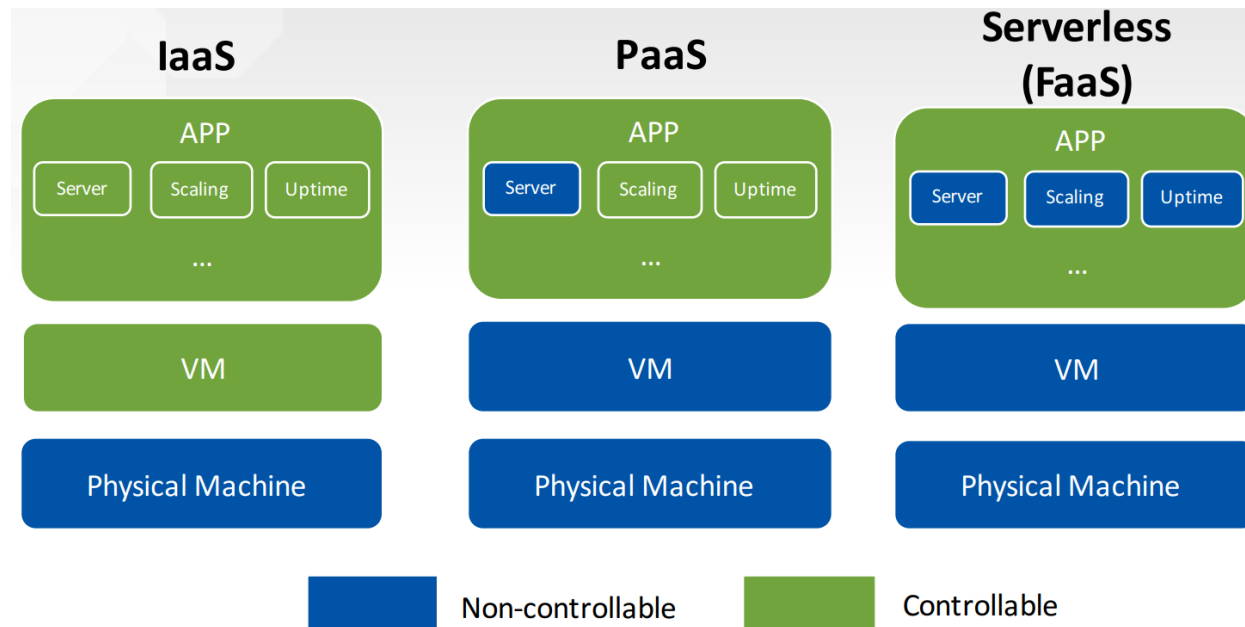 IaaS
APP
Server
Scaling
Uptime
...
VM
Physical Machine
PaaS
APP
Server
Scaling
Uptime
...
VM
Physical Machine
Serverless
(FaaS)
APP
Server
Scaling
Uptime
...
VM
Physical Machine
Non-controllable
Controllable